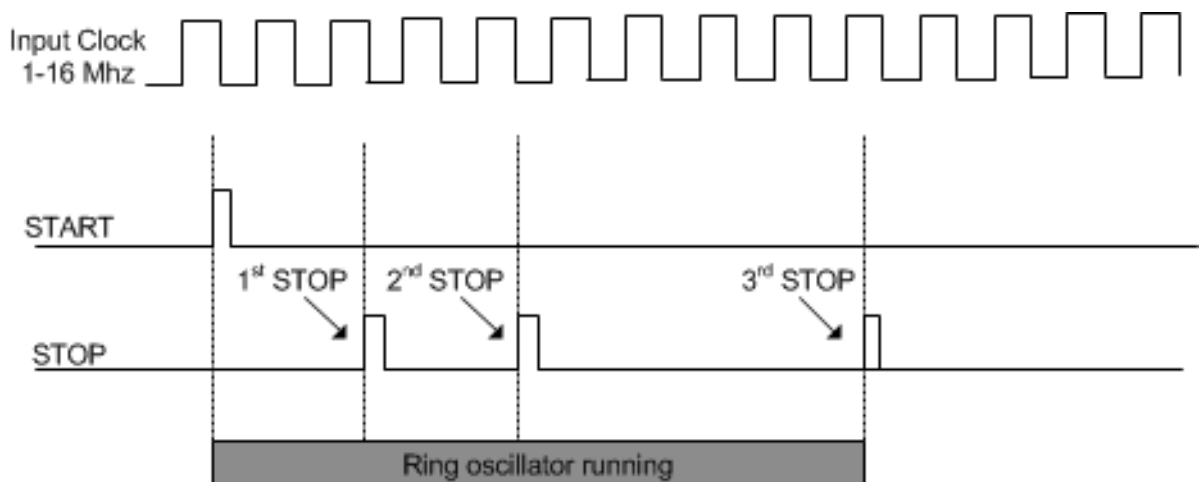 Input Clock
1-16 Mhz
START
1st STOP
2nd STOP
3rd STOP
STOP
Ring oscillator running